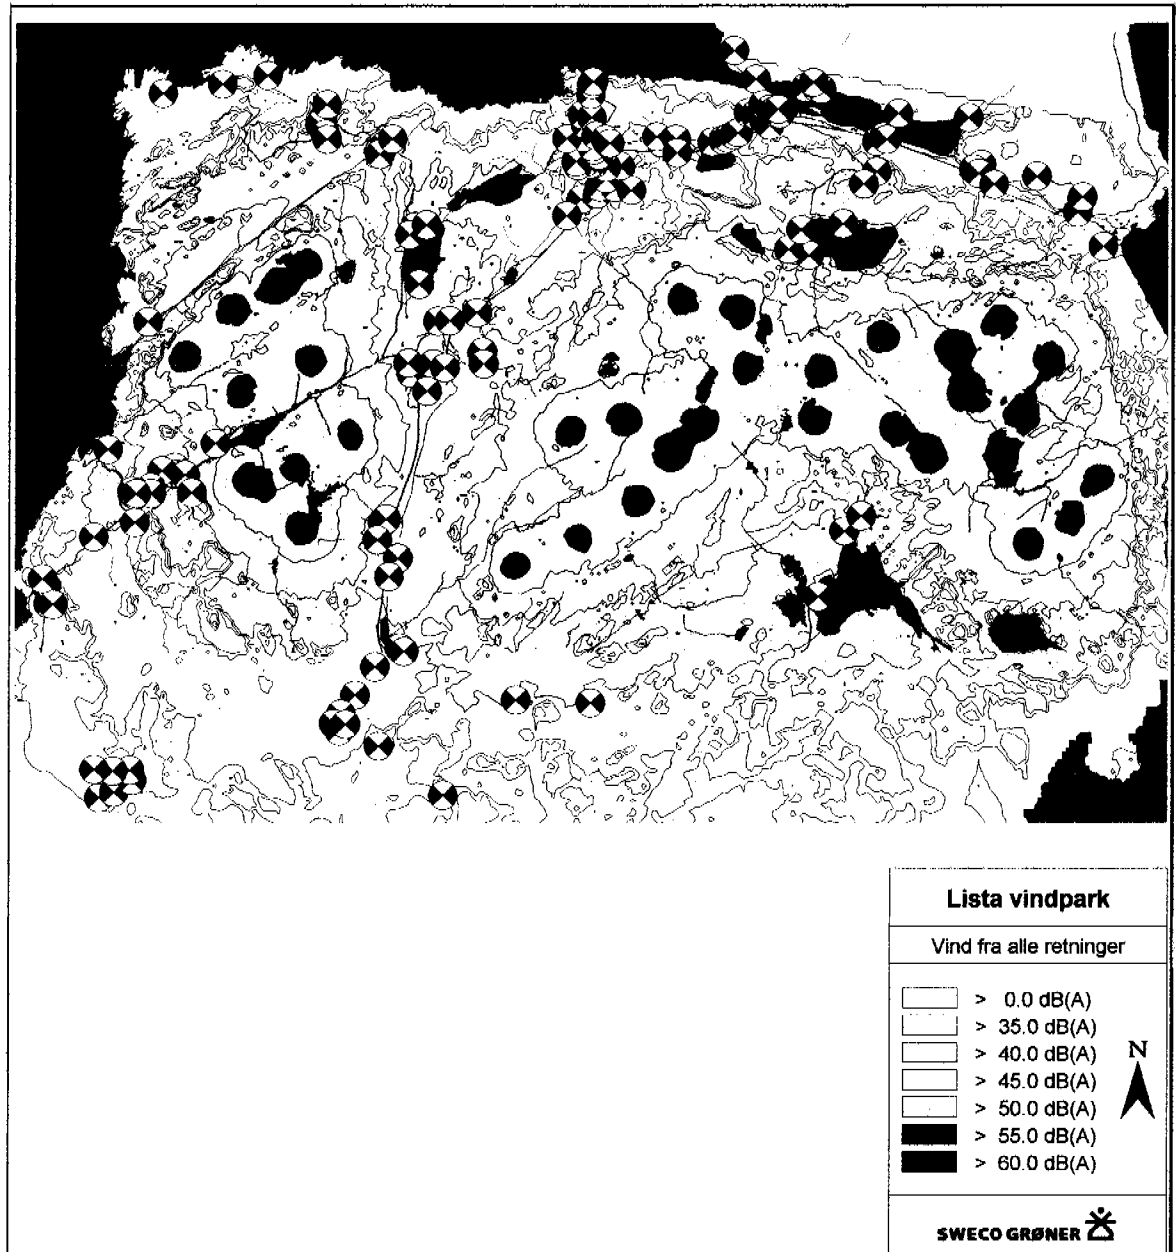 Lista vindpark
Vind fra alle retninger
> 0.0 dB(A)
> 35.0 dB(A)
> 40.0 dB(A)
> 45.0 dB(A)
> 50.0 dB(A)
> 55.0 dB(A)
> 60.0 dB(A)
N
SWECO GRØNER